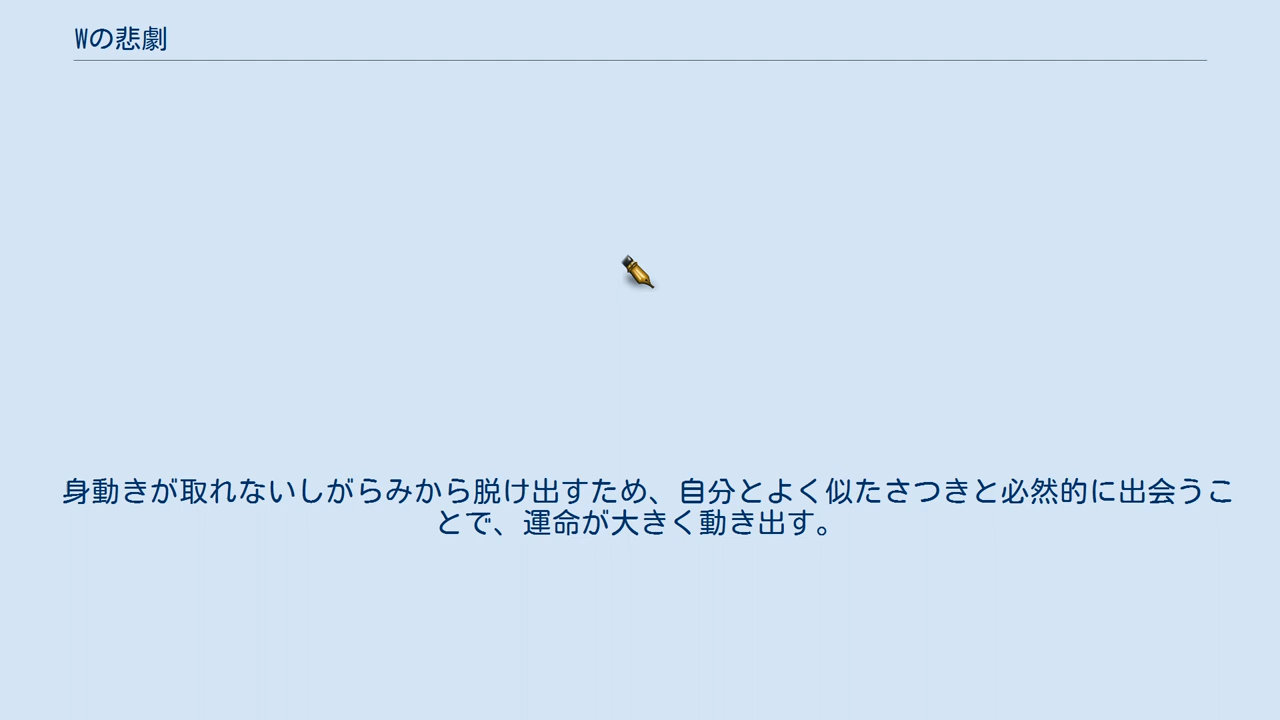 Wの悲劇
身動きが取れないしがらみから脱け出すため、自分とよく似たさつきと必然的に出会うこ
とで、運命が大きく動き出す。